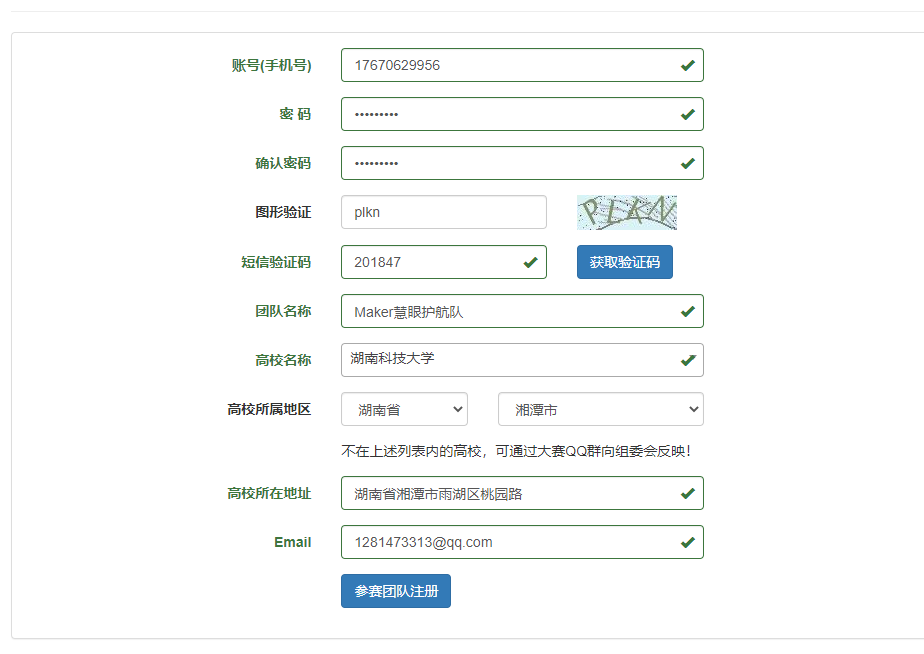 账号(手机号) 17670629956
密 码 •••••••••
确认密码 •••••••••
图形验证 plkn PLKN
短信验证码 201847 获取验证码
团队名称 Maker慧眼护航队
高校名称 湖南科技大学
高校所属地区 湖南省 湘潭市
不在上述列表内的高校，可通过大赛QQ群向组委会反映！
高校所在地址 湖南省湘潭市雨湖区桃园路
Email 1281473313@qq.com
参赛团队注册